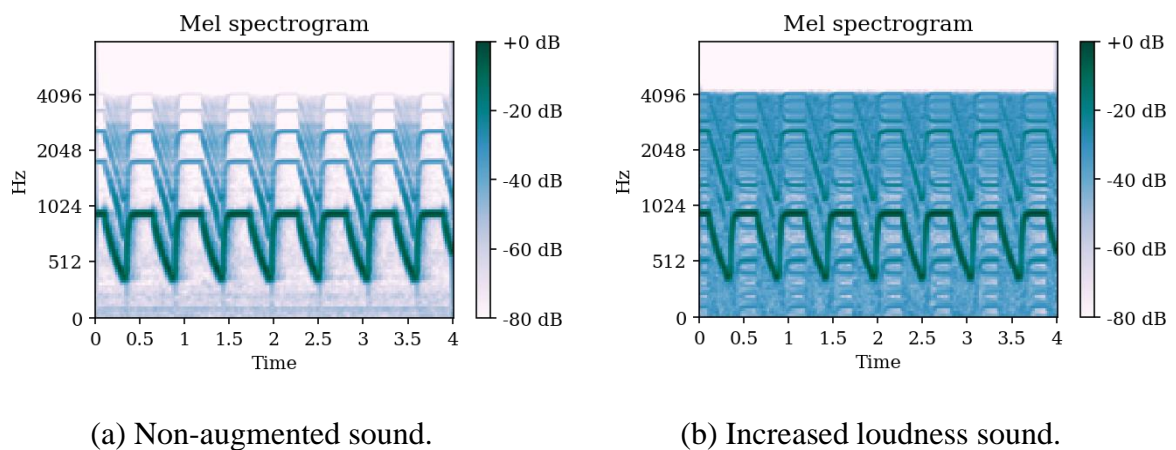 Mel spectrogram
+0 dB
4096
-20 dB
2048
Hz
-40 dB
1024
-60 dB
512
0
-80 dB
0 0.5 1 1.5 2 2.5 3 3.5 4
Time
(a) Non-augmented sound.
Mel spectrogram
+0 dB
4096
-20 dB
2048
Hz
-40 dB
1024
-60 dB
512
0
-80 dB
0 0.5 1 1.5 2 2.5 3 3.5 4
Time
(b) Increased loudness sound.